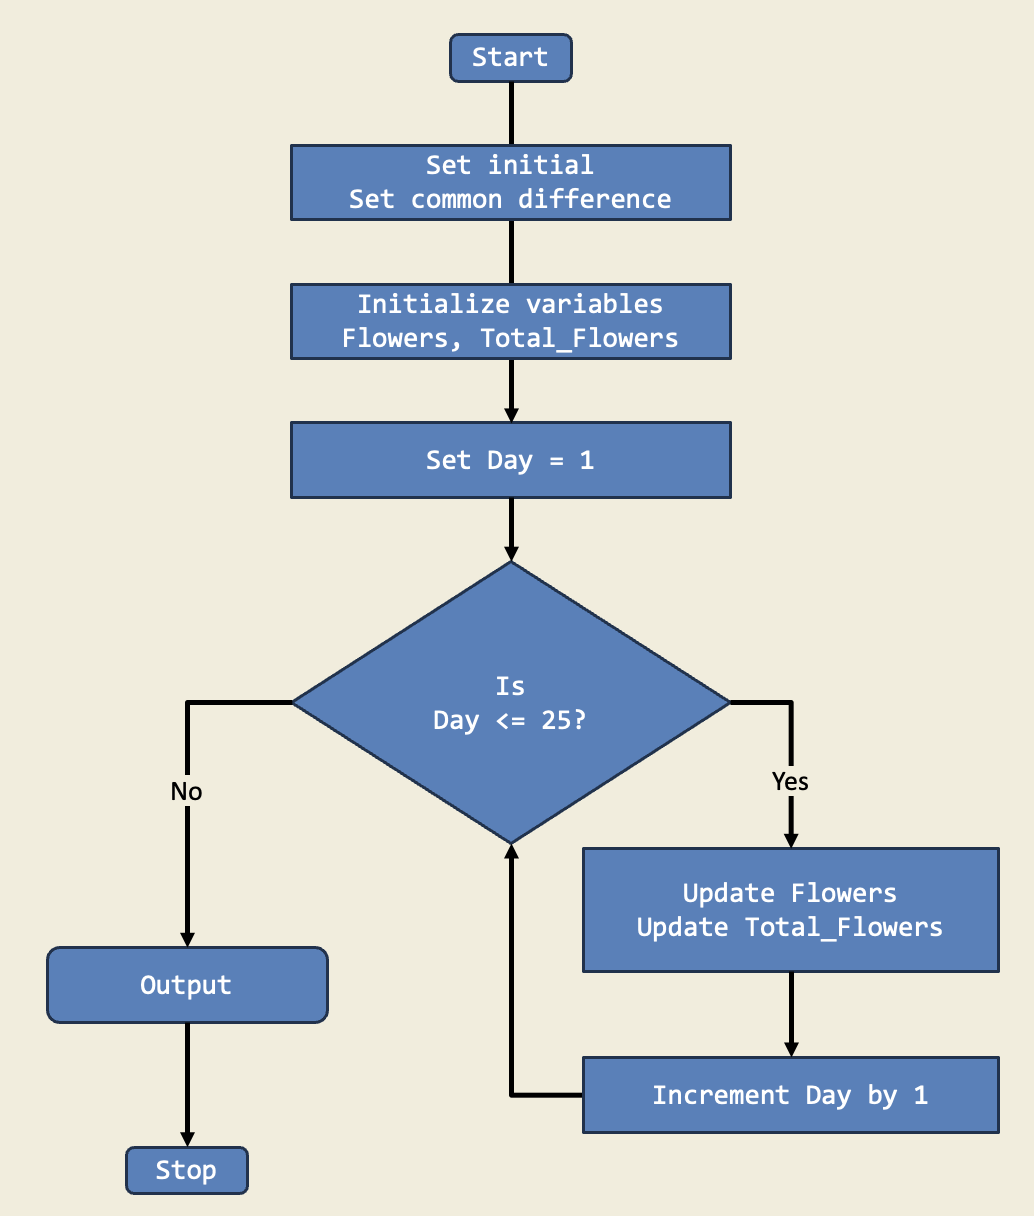 Start
Set initial
Set common difference
Initialize variables
Flowers, Total_Flowers
Set Day = 1
Is
Day <= 25?
No
Yes
Update Flowers
Update Total_Flowers
Output
Increment Day by 1
Stop